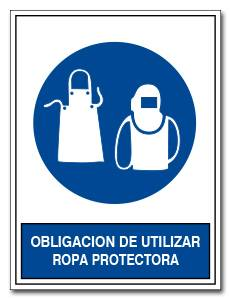 OBLIGACION DE UTILIZAR
ROPA PROTECTORA